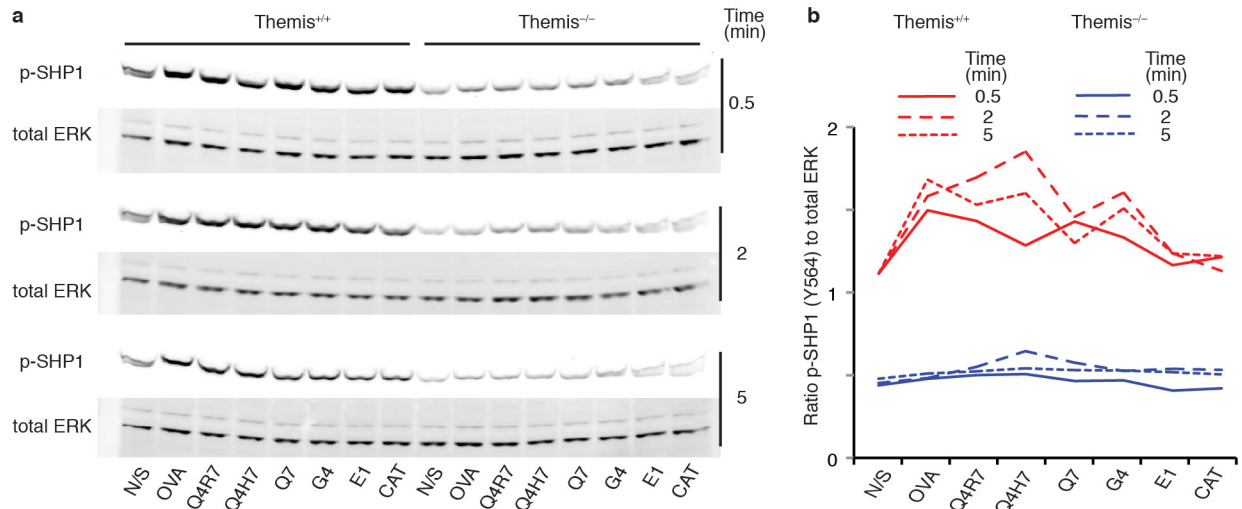 a
Themis+/+ Themis–/– Time
(min)
p-SHP1
total ERK
0.5
p-SHP1
total ERK
2
p-SHP1
total ERK
5
N/S OVA Q4R7 Q4H7 Q7 G4 E1 CAT N/S OVA Q4R7 Q4H7 Q7 G4 E1 CAT
b
Themis+/+ Themis–/–
Time
(min)
0.5
2
5
Time
(min)
0.5
2
5
Ratio p-SHP1 (Y564) to total ERK
2
1
0
N/S OVA Q4R7 Q4H7 Q7 G4 E1 CAT